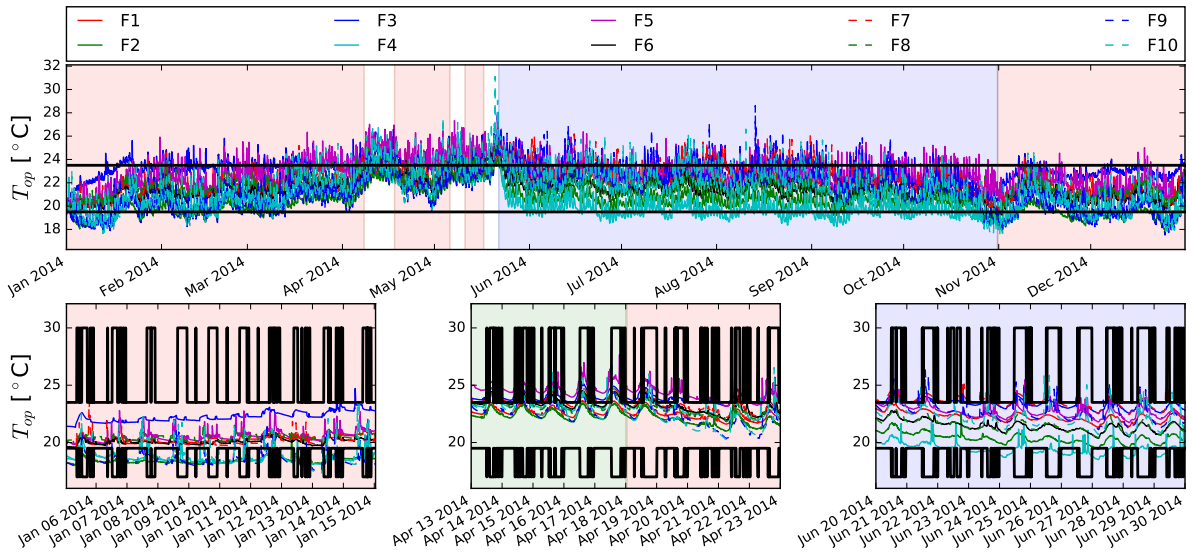 F1 F3 F5 F7 F9
F2 F4 F6 F8 F10
T_op [°C]
32
30
28
26
24
22
20
18
Jan 2014 Feb 2014 Mar 2014 Apr 2014 May 2014 Jun 2014 Jul 2014 Aug 2014 Sep 2014 Oct 2014 Nov 2014 Dec 2014
T_op [°C]
30
25
20
Jan 06 2014 Jan 07 2014 Jan 08 2014 Jan 09 2014 Jan 10 2014 Jan 11 2014 Jan 12 2014 Jan 13 2014 Jan 14 2014 Jan 15 2014
30
25
20
Apr 13 2014 Apr 14 2014 Apr 15 2014 Apr 16 2014 Apr 17 2014 Apr 18 2014 Apr 19 2014 Apr 20 2014 Apr 21 2014 Apr 22 2014 Apr 23 2014
30
25
20
Jun 20 2014 Jun 21 2014 Jun 22 2014 Jun 23 2014 Jun 24 2014 Jun 25 2014 Jun 26 2014 Jun 27 2014 Jun 28 2014 Jun 29 2014 Jun 30 2014